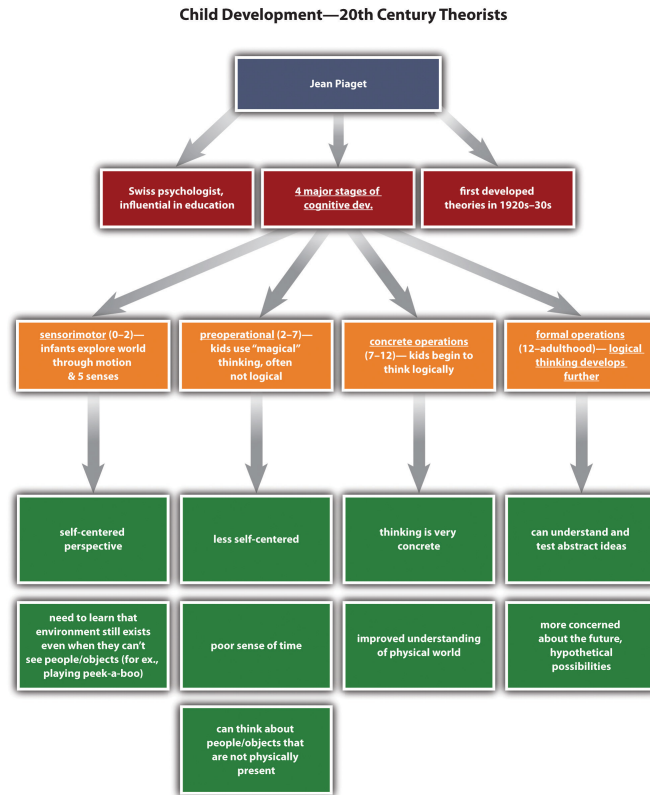 Child Development—20th Century Theorists
Jean Piaget
Swiss psychologist,
influential in education
4 major stages of
cognitive dev.
first developed
theories in 1920s–30s
sensorimotor (0–2)—
infants explore world
through motion
& 5 senses
preoperational (2–7)—
kids use “magical”
thinking, often
not logical
concrete operations
(7–12)— kids begin to
think logically
formal operations
(12–adulthood)— logical
thinking develops
further
self-centered
perspective
less self-centered
thinking is very
concrete
can understand and
test abstract ideas
need to learn that
environment still exists
even when they can’t
see people/objects (for ex.,
playing peek-a-boo)
poor sense of time
improved understanding
of physical world
more concerned
about the future,
hypothetical
possibilities
can think about
people/objects that
are not physically
present